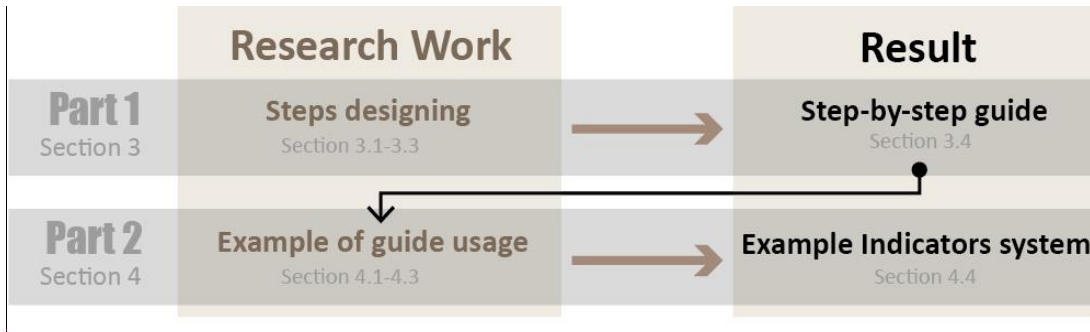 Research Work
Result
Part 1
Section 3
Steps designing
Section 3.1-3.3
Step-by-step guide
Section 3.4
Part 2
Section 4
Example of guide usage
Section 4.1-4.3
Example Indicators system
Section 4.4